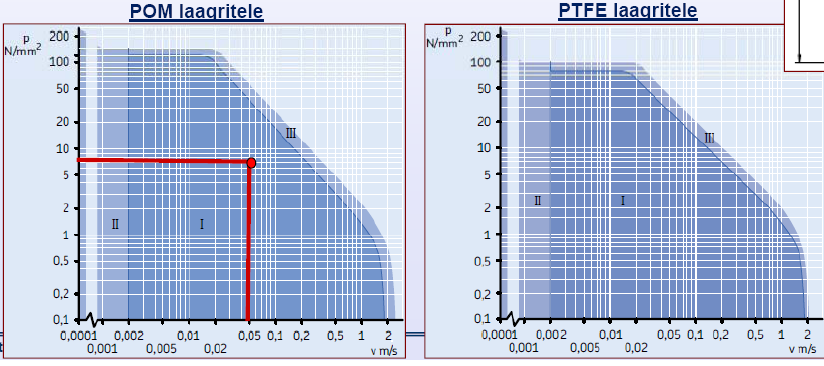 POM laagritele
p
N/mm²
200
100
50
20
10
5
2
1
0,5
0,2
0,1
III
II
I
0,0001 0,002 0,01 0,05 0,1 0,2 0,5 1 2
0,001 0,005 0,02 v m/s
PTFE laagritele
p
N/mm²
200
100
50
20
10
5
2
1
0,5
0,2
0,1
III
II
I
0,0001 0,002 0,01 0,05 0,1 0,2 0,5 1 2
0,001 0,005 0,02 v m/s